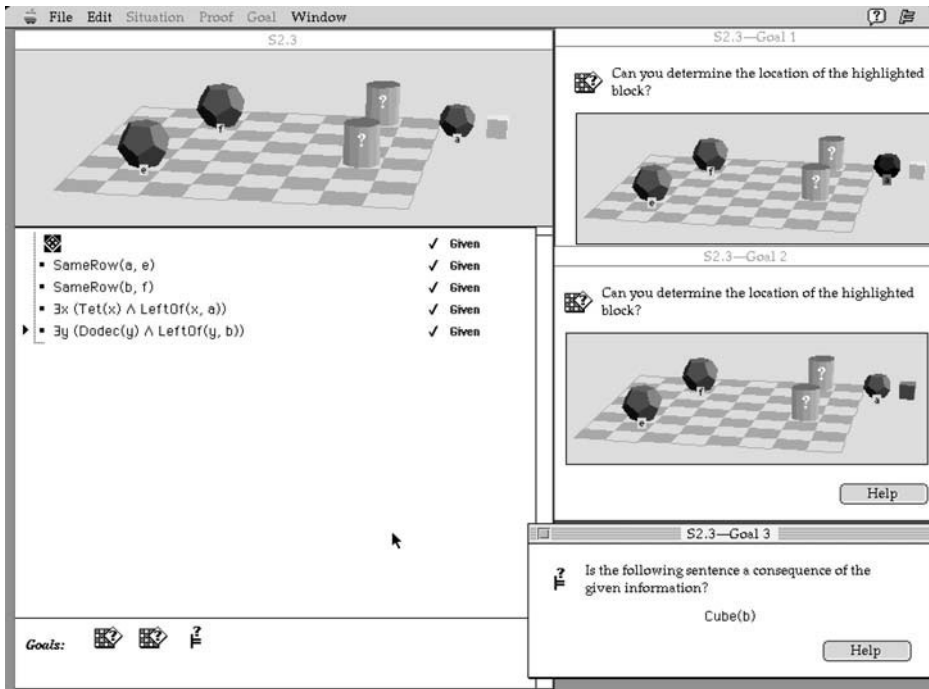 File Edit Situation Proof Goal Window
S2.3
f
e
?
?
a
SameRow(a, e)
SameRow(b, f)
∃x (Tet(x) ∧ LeftOf(x, a))
∃y (Dodec(y) ∧ LeftOf(y, b))
✓ Given
✓ Given
✓ Given
✓ Given
✓ Given
Goals:
S2.3—Goal 1
Can you determine the location of the highlighted
block?
f
e
?
?
a
S2.3—Goal 2
Can you determine the location of the highlighted
block?
f
e
?
?
a
Help
S2.3—Goal 3
Is the following sentence a consequence of the
given information?
Cube(b)
Help